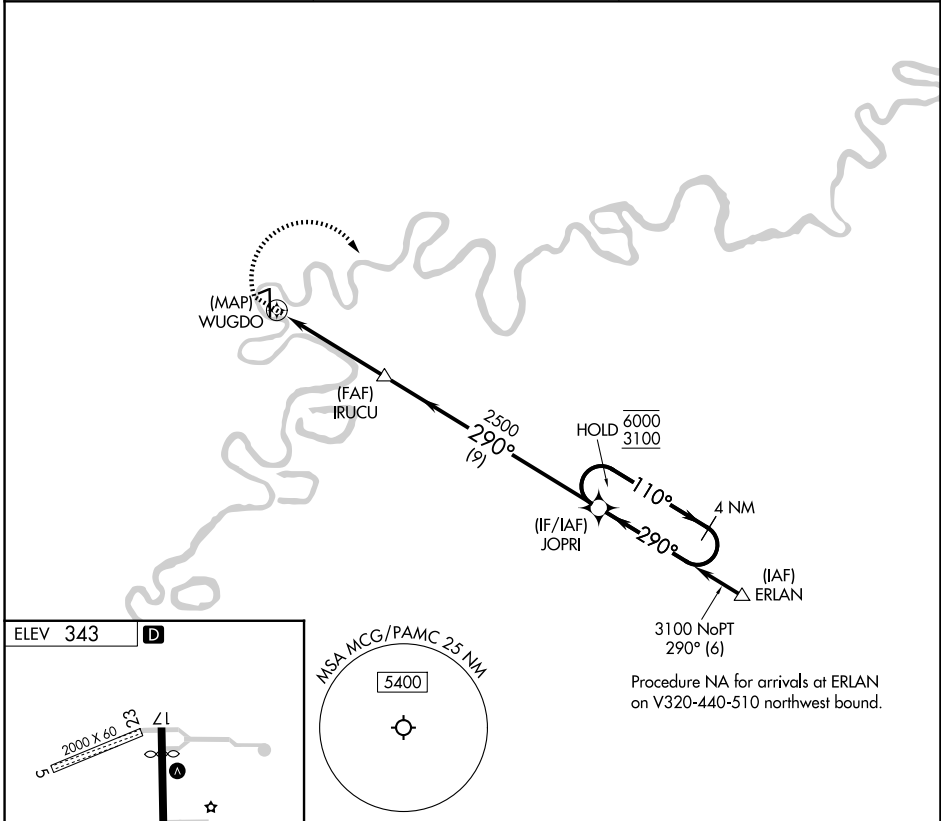 (MAP)
WUGDO
(FAF)
IRUCU
2500
290°
(9)
HOLD
6000
3100
110°
4 NM
290°
(IF/IAF)
JOPRI
(IAF)
ERLAN
3100 NoPT
290° (6)
Procedure NA for arrivals at ERLAN
on V320-440-510 northwest bound.
ELEV 343
D
2000 X 60
23
5
17
MSA MCG/PAMC 25 NM
5400